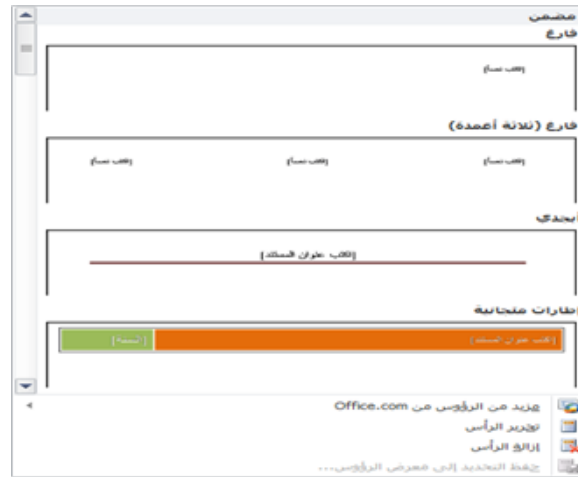 مضمن
فارغ
[اكتب نصاً]
فارغ (ثلاثة أعمدة)
[اكتب نصاً] [اكتب نصاً] [اكتب نصاً]
أبجدي
[اكتب عنوان المستند]
إطارات متجانبة
[اكتب عنوان المستند] [السنة]
مزيد من الرؤوس من Office.com
تحرير الرأس
إزالة الرأس
حفظ التحديد إلى معرض الرؤوس...